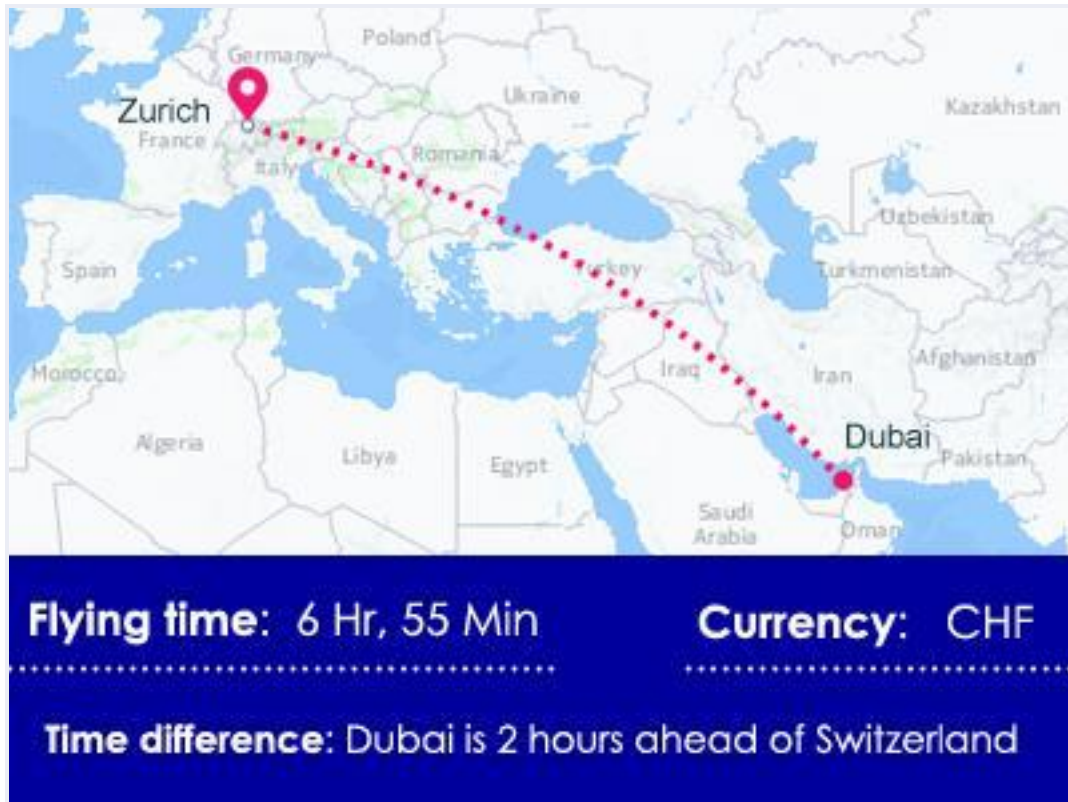 Poland
Germany
Zurich
Ukraine
Kazakhstan
France
Romania
Italy
Uzbekistan
Spain
Turkey
Turkmenistan
Afghanistan
Morocco
Iraq
Iran
Dubai
Algeria
Libya
Egypt
Pakistan
Saudi
Arabia
Oman
Flying time: 6 Hr, 55 Min
Currency: CHF
Time difference: Dubai is 2 hours ahead of Switzerland